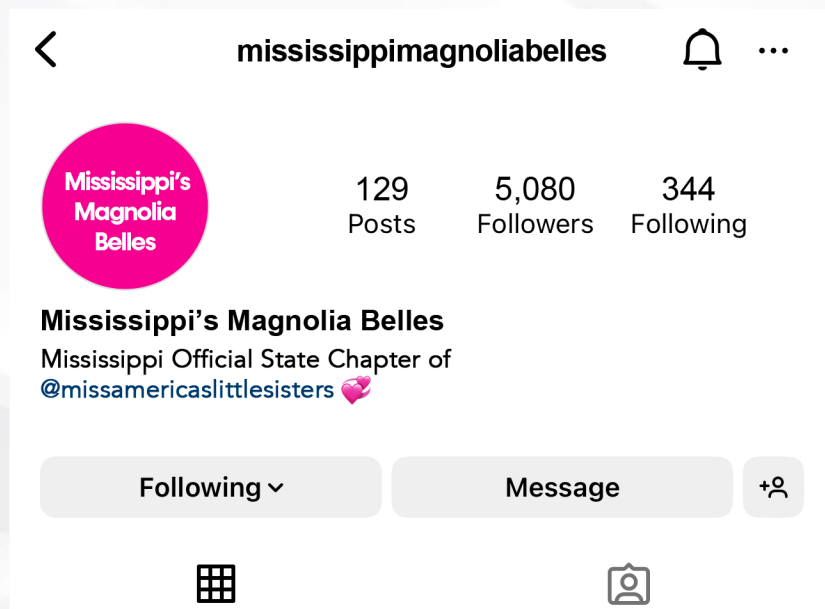 mississippimagnoliabelles
Mississippi's
Magnolia
Belles
129 5,080 344
Posts Followers Following
Mississippi's Magnolia Belles
Mississippi Official State Chapter of
@missamericaslittlesisters 💞
Following Message